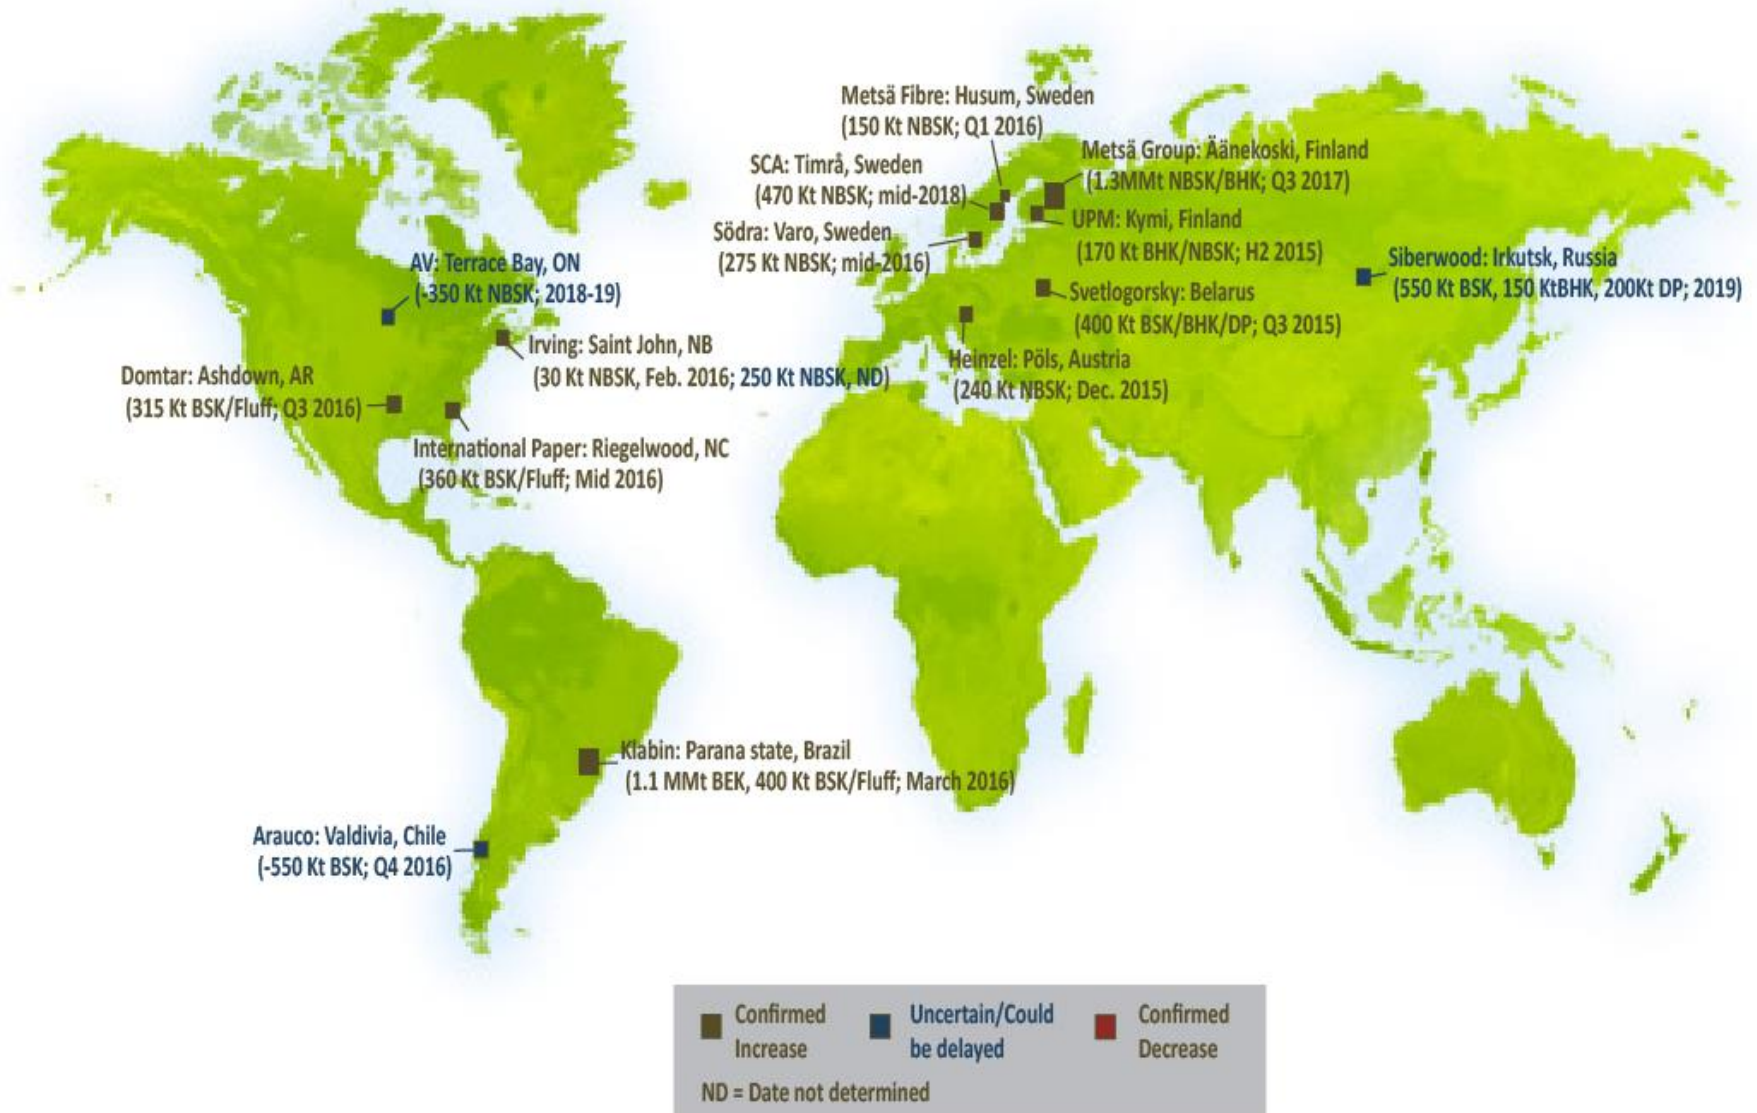 Metsä Fibre: Husum, Sweden
(150 Kt NBSK; Q1 2016)
SCA: Timrå, Sweden
(470 Kt NBSK; mid-2018)
Södra: Varo, Sweden
(275 Kt NBSK; mid-2016)
Metsä Group: Äänekoski, Finland
(1.3MMt NBSK/BHK; Q3 2017)
UPM: Kymi, Finland
(170 Kt BHK/NBSK; H2 2015)
Siberwood: Irkutsk, Russia
(550 Kt BSK, 150 KtBHK, 200Kt DP; 2019)
Svetlogorsky: Belarus
(400 Kt BSK/BHK/DP; Q3 2015)
Heinzel: Pöls, Austria
(240 Kt NBSK; Dec. 2015)
AV: Terrace Bay, ON
(-350 Kt NBSK; 2018-19)
Irving: Saint John, NB
(30 Kt NBSK, Feb. 2016; 250 Kt NBSK, ND)
Domtar: Ashdown, AR
(315 Kt BSK/Fluff; Q3 2016)
International Paper: Riegelwood, NC
(360 Kt BSK/Fluff; Mid 2016)
Klabin: Parana state, Brazil
(1.1 MMt BEK, 400 Kt BSK/Fluff; March 2016)
Arauco: Valdivia, Chile
(-550 Kt BSK; Q4 2016)
Confirmed
Increase
Uncertain/Could
be delayed
Confirmed
Decrease
ND = Date not determined